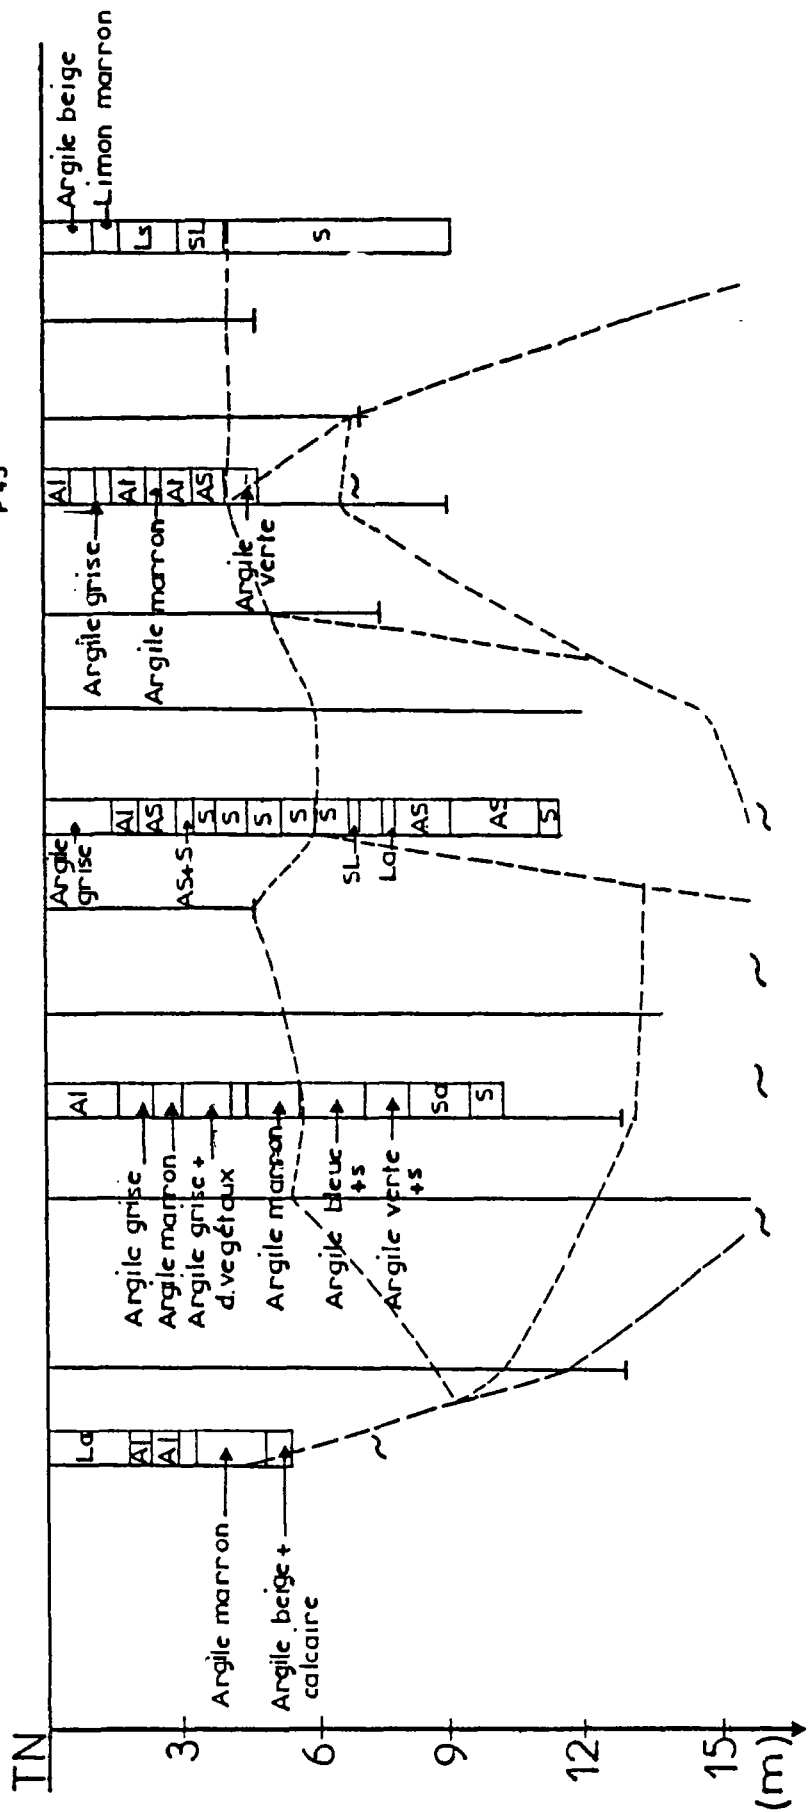 TN
3
6
9
12
15
(m)
La
Al
Al
Argile marron
Argile beige +
calcaire
Al
Argile grise
Argile marron
Argile grise +
d.vegétaux
Argile marron
Argile bleue
+s
Argile verte
+s
Sa
S
Argile
grise
Al
AS
AS+S
S
S
S
S
S
SL
La
AS
AS
S
Al
Argile grise
Al
Argile marron
Al
AS
Argile
verte
Argile beige
Limon marron
Ls
SL
S